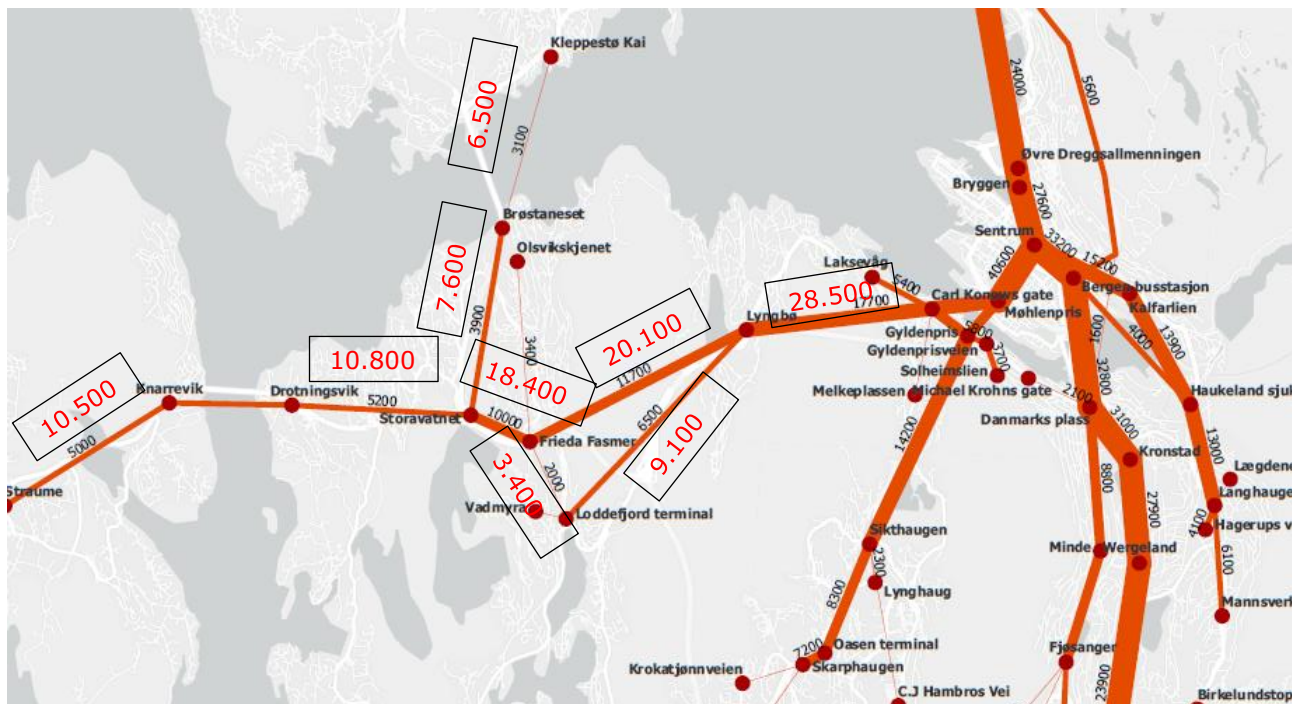 Kleppestø Kai
6.500
3100
24000
5600
Øvre Dreggsallmenningen
Bryggen
27600
Brøstaneset
Sentrum
33200
15200
Olsvikskjenet
7.600
3900
Laksevåg
5400
40600
Bergen busstasjon
28.500
17700
Carl Konows gate
Kalfarlien
Møhlenpris
Lyngbø
20.100
11700
3400
Gyldenpris
5800
Gyldenprisveien
1600
4000
13900
10.800
18.400
10000
Solheimslien
3700
32800
Knarrevik
Drotningsvik
5200
Storavatnet
10.500
5000
Melkeplassen
Michael Krohns gate
2100
Haukeland sjuk
Danmarks plass
31000
Frieda Fasmer
6500
9.100
14200
13000
Kronstad
3.400
2000
8800
27900
Lægdene
Straume
Vadmyra
Loddefjord terminal
Langhauge
4100
Hagerups v
Sikthaugen
Minde
Wergeland
2300
6100
Lynghaug
8300
Mannsverk
7200
Oasen terminal
Skarphaugen
Krokatjønnveien
Fjøsanger
23900
C.J Hambros Vei
Birkelundstop